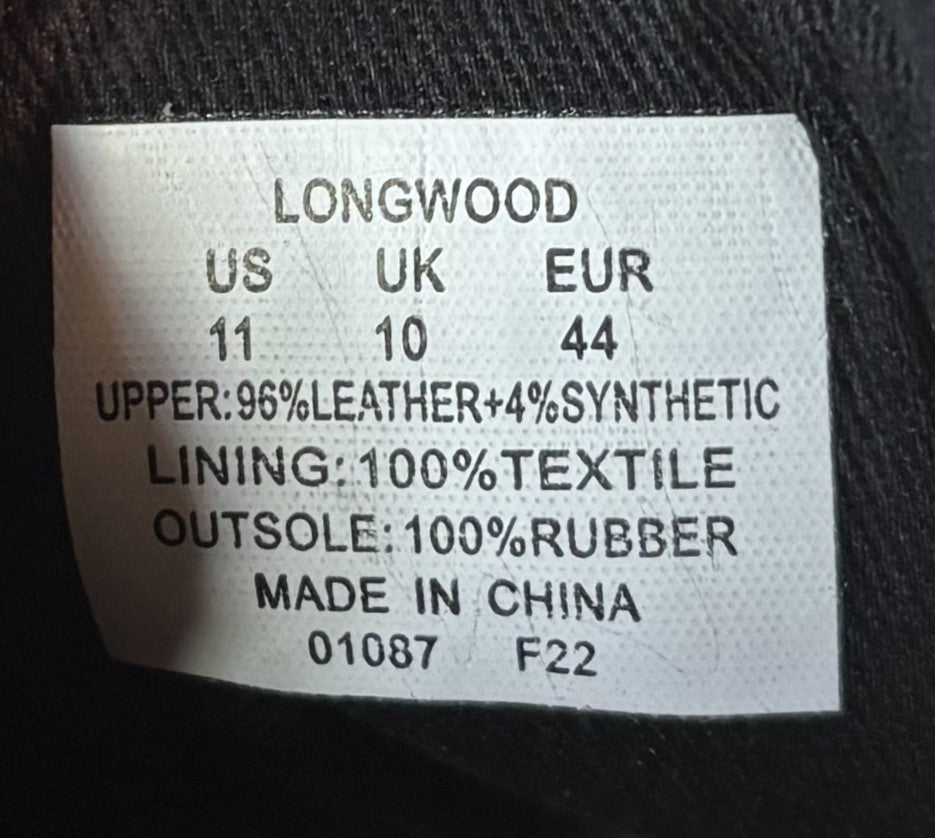 LONGWOOD
US UK EUR
11 10 44
UPPER:96%LEATHER+4%SYNTHETIC
LINING:100%TEXTILE
OUTSOLE:100%RUBBER
MADE IN CHINA
01087 F22